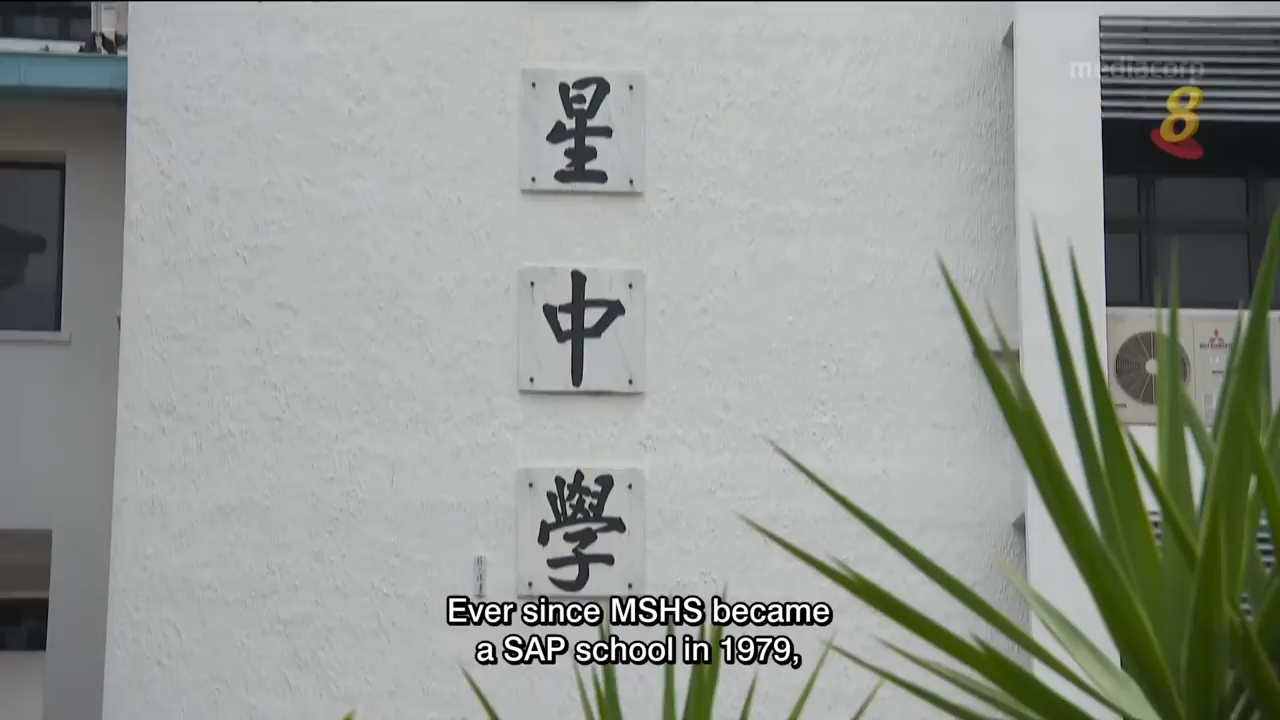 mediacorp
8
星
中
學
Ever since MSHS became
a SAP school in 1979,